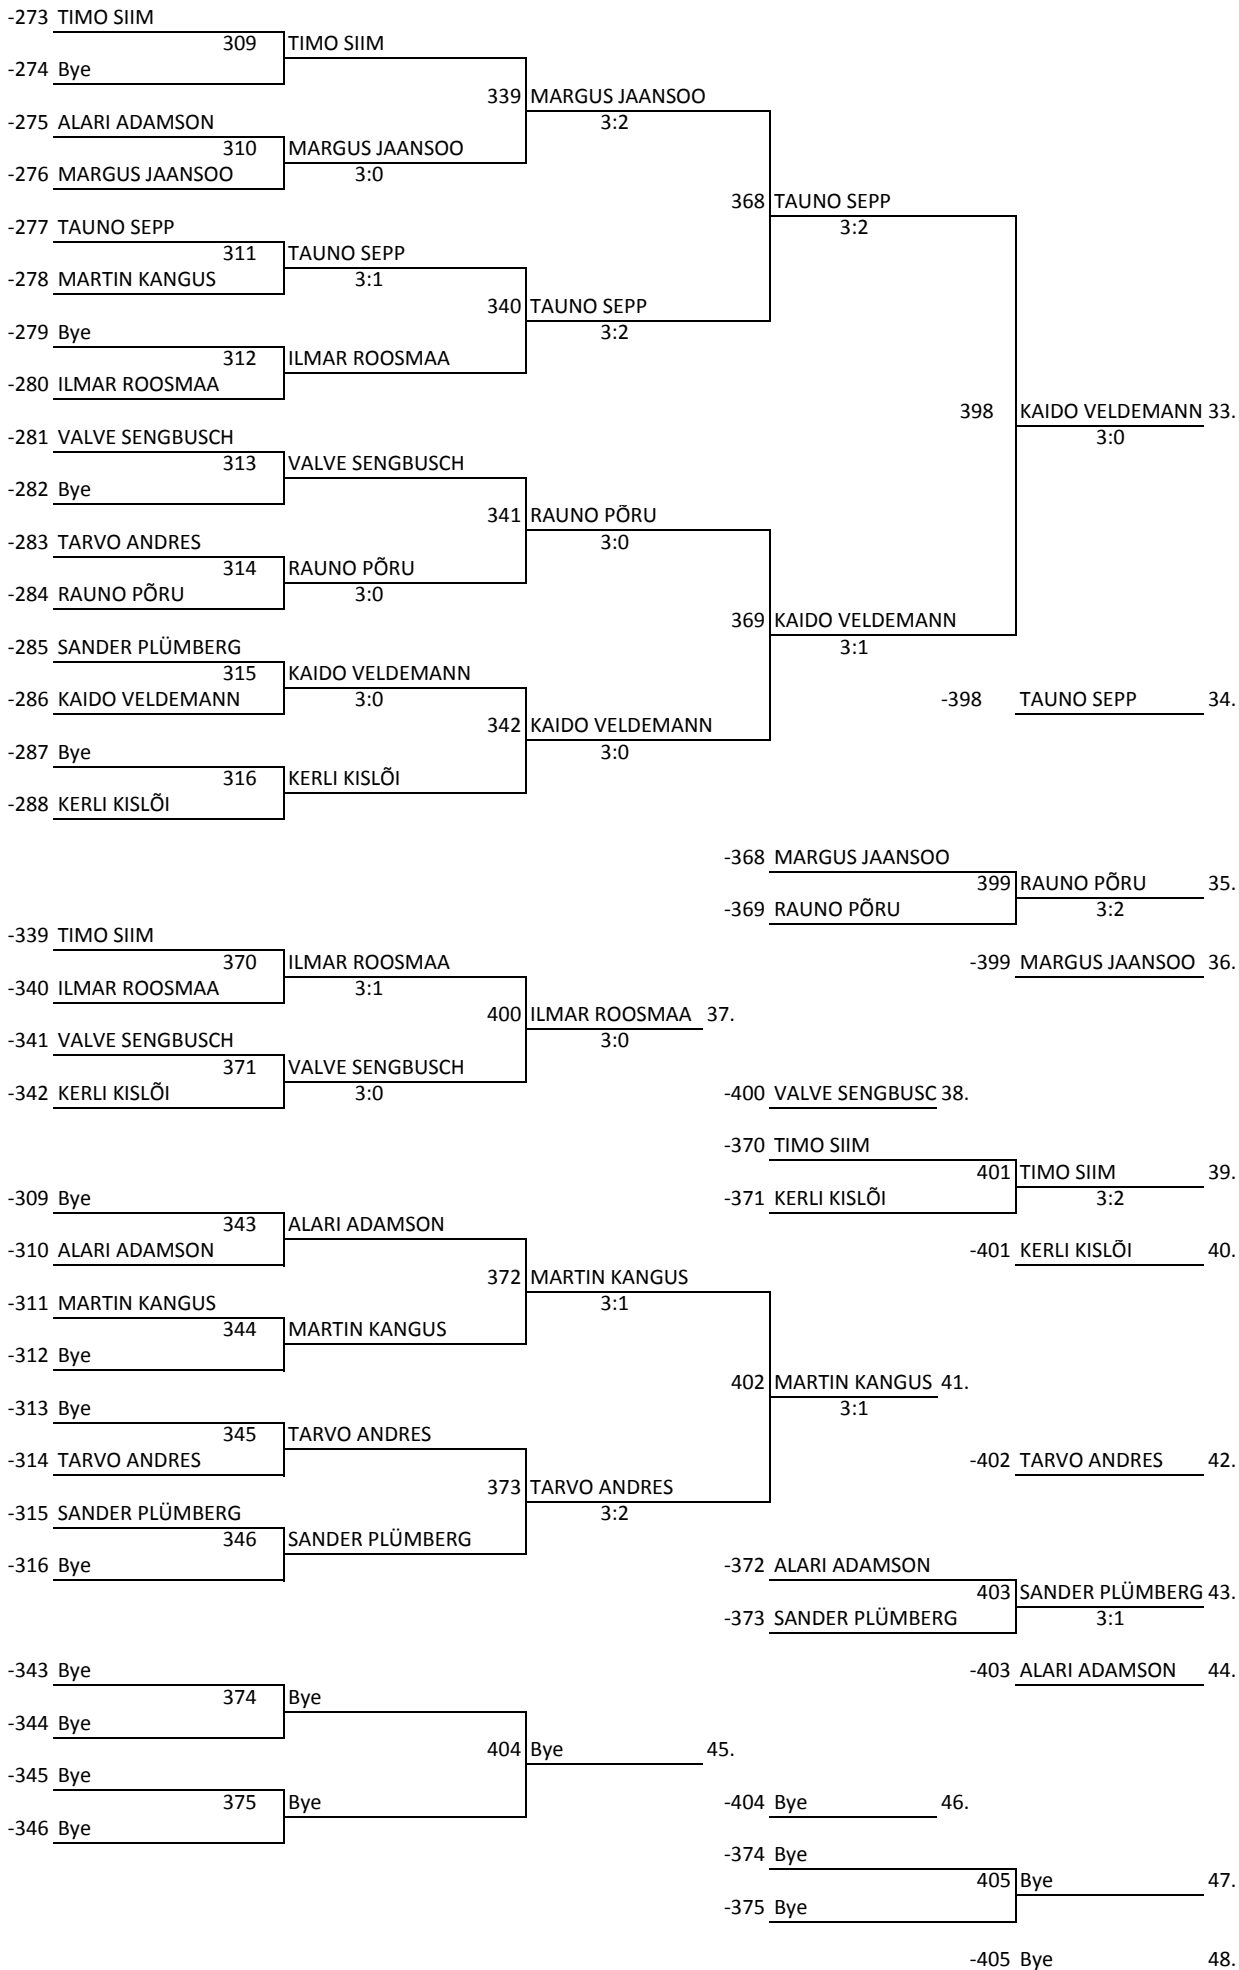 -273 TIMO SIIM
309 TIMO SIIM
-274 Bye
339 MARGUS JAANSOO
-275 ALARI ADAMSON
3:2
310 MARGUS JAANSOO
-276 MARGUS JAANSOO
3:0
368 TAUNO SEPP
-277 TAUNO SEPP
3:2
311 TAUNO SEPP
-278 MARTIN KANGUS
3:1
340 TAUNO SEPP
-279 Bye
3:2
312 ILMAR ROOSMAA
-280 ILMAR ROOSMAA
398 KAIDO VELDEMANN 33.
-281 VALVE SENGBUSCH
3:0
313 VALVE SENGBUSCH
-282 Bye
341 RAUNO PÕRU
-283 TARVO ANDRES
3:0
314 RAUNO PÕRU
-284 RAUNO PÕRU
3:0
369 KAIDO VELDEMANN
-285 SANDER PLÜMBERG
3:1
315 KAIDO VELDEMANN
-286 KAIDO VELDEMANN
3:0
-398 TAUNO SEPP 34.
342 KAIDO VELDEMANN
-287 Bye
3:0
316 KERLI KISLÕI
-288 KERLI KISLÕI
-368 MARGUS JAANSOO
399 RAUNO PÕRU 35.
-369 RAUNO PÕRU
3:2
-339 TIMO SIIM
370 ILMAR ROOSMAA
-399 MARGUS JAANSOO 36.
-340 ILMAR ROOSMAA
3:1
400 ILMAR ROOSMAA 37.
-341 VALVE SENGBUSCH
3:0
371 VALVE SENGBUSCH
-342 KERLI KISLÕI
3:0
-400 VALVE SENGBUSC 38.
-370 TIMO SIIM
401 TIMO SIIM 39.
-309 Bye
-371 KERLI KISLÕI
3:2
343 ALARI ADAMSON
-310 ALARI ADAMSON
-401 KERLI KISLÕI 40.
372 MARTIN KANGUS
-311 MARTIN KANGUS
3:1
344 MARTIN KANGUS
-312 Bye
402 MARTIN KANGUS 41.
-313 Bye
3:1
345 TARVO ANDRES
-314 TARVO ANDRES
-402 TARVO ANDRES 42.
373 TARVO ANDRES
-315 SANDER PLÜMBERG
3:2
346 SANDER PLÜMBERG
-316 Bye
-372 ALARI ADAMSON
403 SANDER PLÜMBERG 43.
-373 SANDER PLÜMBERG
3:1
-343 Bye
-403 ALARI ADAMSON 44.
374 Bye
-344 Bye
404 Bye 45.
-345 Bye
375 Bye
-404 Bye 46.
-346 Bye
-374 Bye
405 Bye 47.
-375 Bye
-405 Bye 48.